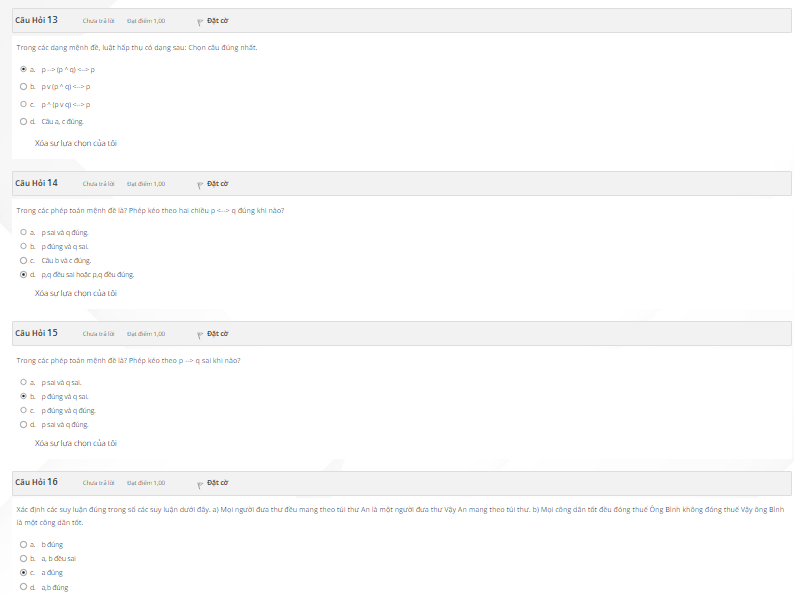 Câu Hỏi 13 Chưa trả lời Đạt điểm 1,00 Đặt cờ
Trong các dạng mệnh đề, luật hấp thụ có dạng sau: Chọn câu đúng nhất.
a. p --> (p ^ q) <--> p
b. p v (p ^ q) <--> p
c. p ^ (p v q) <--> p
d. Câu a, c đúng.
Xóa sự lựa chọn của tôi
Câu Hỏi 14 Chưa trả lời Đạt điểm 1,00 Đặt cờ
Trong các phép toán mệnh đề là? Phép kéo theo hai chiều p <--> q đúng khi nào?
a. p sai và q đúng.
b. p đúng và q sai.
c. Câu b và c đúng.
d. p,q đều sai hoặc p,q đều đúng.
Xóa sự lựa chọn của tôi
Câu Hỏi 15 Chưa trả lời Đạt điểm 1,00 Đặt cờ
Trong các phép toán mệnh đề là? Phép kéo theo p --> q sai khi nào?
a. p sai và q sai.
b. p đúng và q sai.
c. p đúng và q đúng.
d. p sai và q đúng.
Xóa sự lựa chọn của tôi
Câu Hỏi 16 Chưa trả lời Đạt điểm 1,00 Đặt cờ
Xác định các suy luận đúng trong số các suy luận dưới đây. a) Mọi người đưa thư đều mang theo túi thư An là một người đưa thư Vậy An mang theo túi thư. b) Mọi công dân tốt đều đóng thuế Ông Bình không đóng thuế Vậy ông Bình
là một công dân tốt.
a. b đúng
b. a, b đều sai
c. a đúng
d. a,b đúng